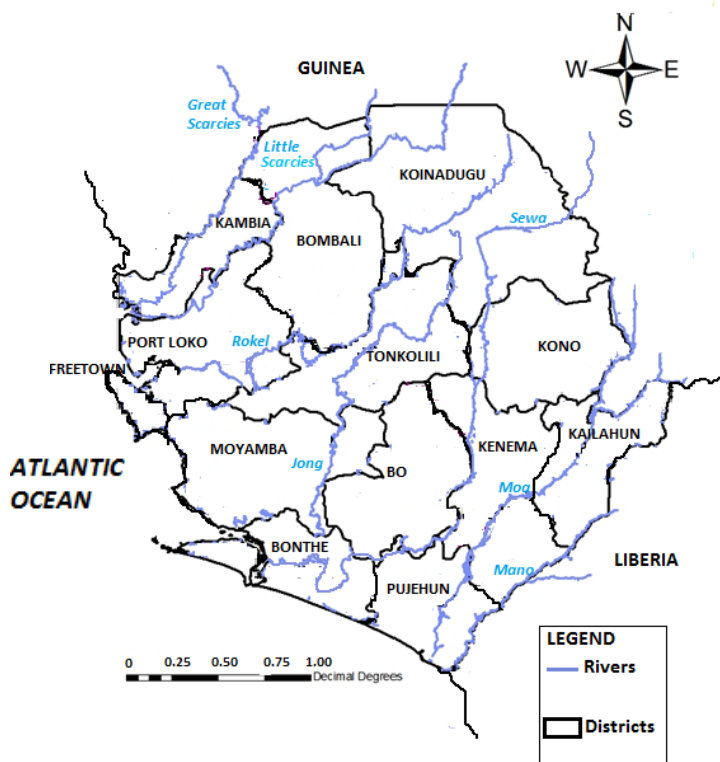 N
GUINEA
W
E
S
Great
Scarcies
Little
Scarcies
KOINADUGU
KAMBIA
Sewa
BOMBALI
PORT LOKO
Rokel
KONO
TONKOLILI
FREETOWN
MOYAMBA
KENEMA
KAILAHUN
ATLANTIC
OCEAN
Jong
BO
Moa
BONTHE
Mano
LIBERIA
PUJEHUN
LEGEND
Rivers
0 0.25 0.50 1.00
Decimal Degrees
Districts